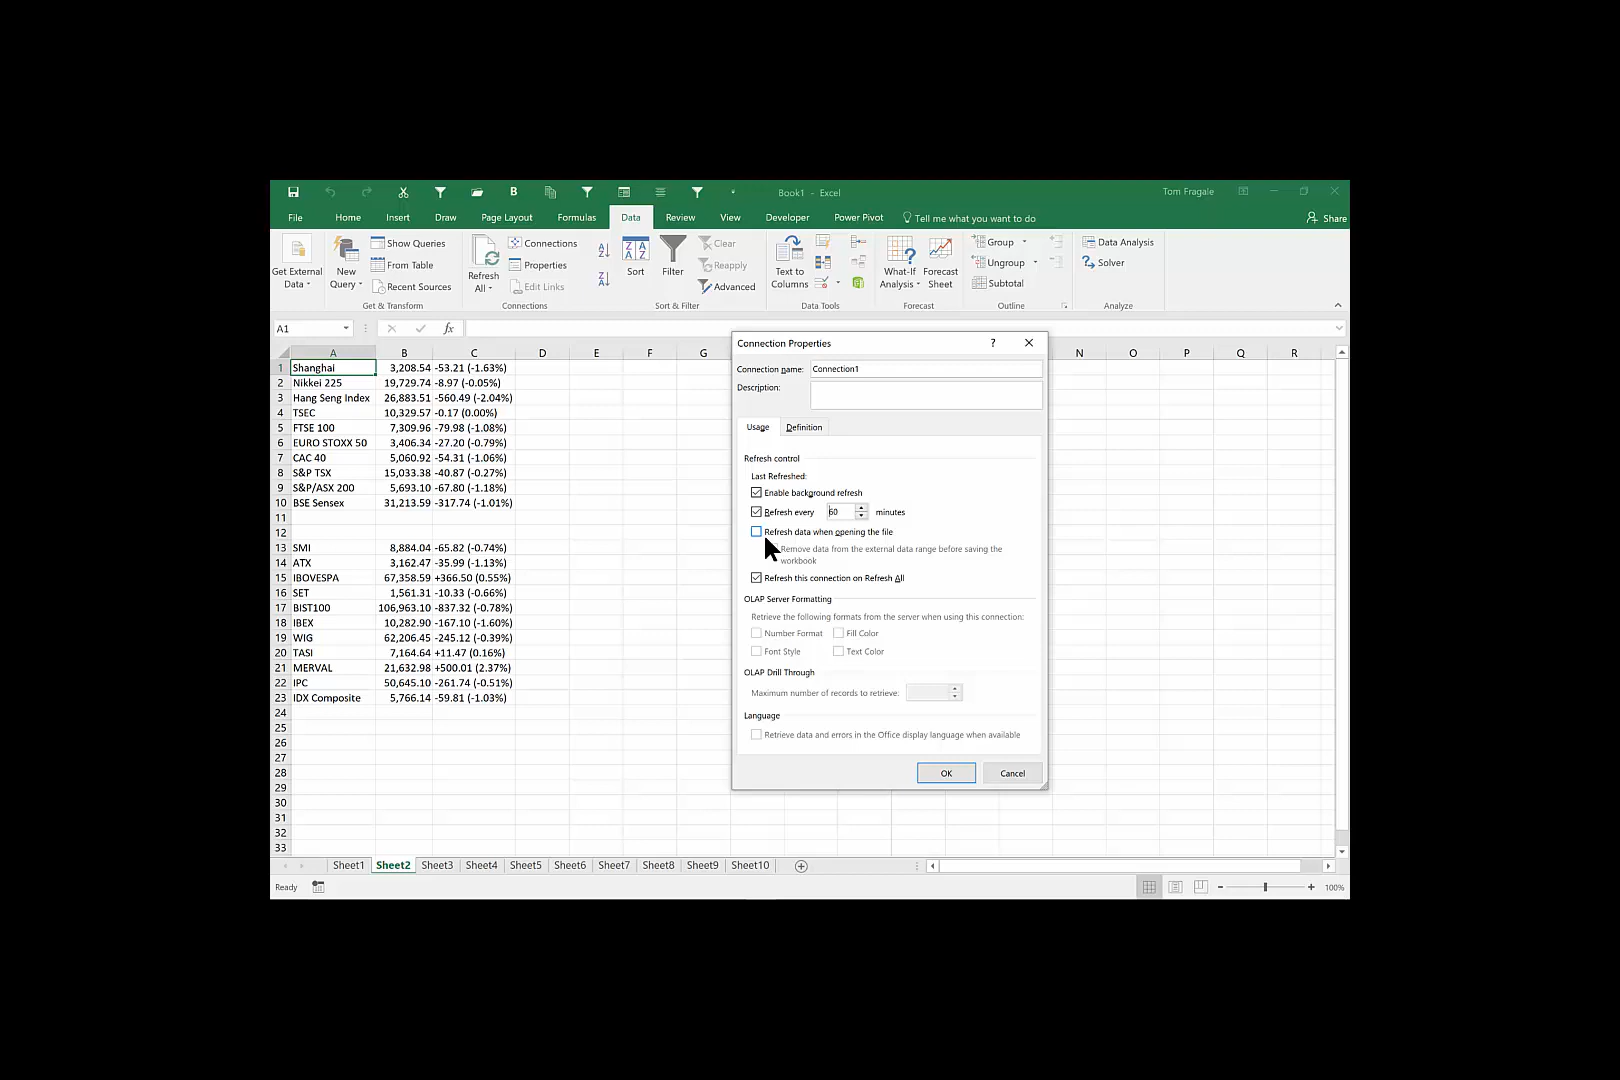 Book1 - Excel
Tom Fragale
File Home Insert Draw Page Layout Formulas Data Review View Developer Power Pivot Tell me what you want to do Share
Get External Data
New Query
Show Queries
From Table
Recent Sources
Get & Transform
Refresh All
Connections
Properties
Edit Links
Connections
Sort
Filter
Clear
Reapply
Advanced
Sort & Filter
Text to Columns
Data Tools
What-If Analysis
Forecast Sheet
Forecast
Group
Ungroup
Subtotal
Outline
Data Analysis
Solver
Analyze
A1
fx
A B C D E F G N O P Q R
1 Shanghai 3,208.54 -53.21 (-1.63%)
2 Nikkei 225 19,729.74 -8.97 (-0.05%)
3 Hang Seng Index 26,883.51 -560.49 (-2.04%)
4 TSEC 10,329.57 -0.17 (0.00%)
5 FTSE 100 7,309.96 -79.98 (-1.08%)
6 EURO STOXX 50 3,406.34 -27.20 (-0.79%)
7 CAC 40 5,060.92 -54.31 (-1.06%)
8 S&P TSX 15,033.38 -40.87 (-0.27%)
9 S&P/ASX 200 5,693.10 -67.80 (-1.18%)
10 BSE Sensex 31,213.59 -317.74 (-1.01%)
11
12
13 SMI 8,884.04 -65.82 (-0.74%)
14 ATX 3,162.47 -35.99 (-1.13%)
15 IBOVESPA 67,358.59 +366.50 (0.55%)
16 SET 1,561.31 -10.33 (-0.66%)
17 BIST100 106,963.10 -837.32 (-0.78%)
18 IBEX 10,282.90 -167.10 (-1.60%)
19 WIG 62,206.45 -245.12 (-0.39%)
20 TASI 7,164.64 +11.47 (0.16%)
21 MERVAL 21,632.98 +500.01 (2.37%)
22 IPC 50,645.10 -261.74 (-0.51%)
23 IDX Composite 5,766.14 -59.81 (-1.03%)
24
25
26
27
28
29
30
31
32
33
Connection Properties ?
Connection name: Connection1
Description:
Usage Definition
Refresh control
Last Refreshed:
Enable background refresh
Refresh every 60 minutes
Refresh data when opening the file
Remove data from the external data range before saving the
workbook
Refresh this connection on Refresh All
OLAP Server Formatting
Retrieve the following formats from the server when using this connection:
Number Format Fill Color
Font Style Text Color
OLAP Drill Through
Maximum number of records to retrieve:
Language
Retrieve data and errors in the Office display language when available
OK Cancel
Sheet1 Sheet2 Sheet3 Sheet4 Sheet5 Sheet6 Sheet7 Sheet8 Sheet9 Sheet10
Ready
100%